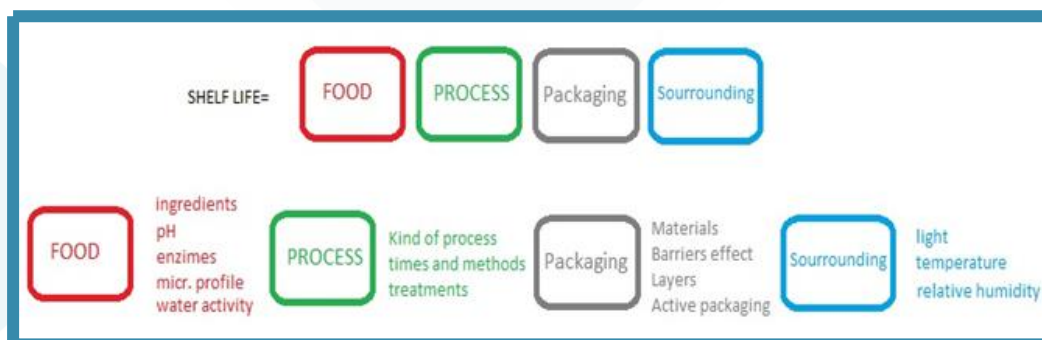 SHELF LIFE=
FOOD
PROCESS
Packaging
Sourrounding
FOOD
ingredients
pH
enzimes
micr. profile
water activity
PROCESS
Kind of process
times and methods
treatments
Packaging
Materials
Barriers effect
Layers
Active packaging
Sourrounding
light
temperature
relative humidity